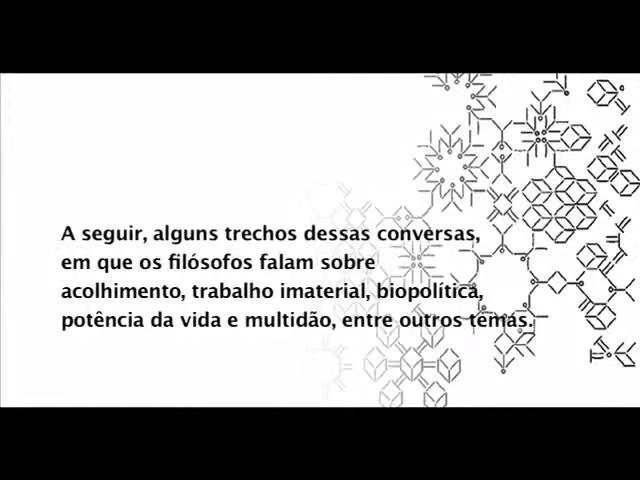 A seguir, alguns trechos dessas conversas,
em que os filósofos falam sobre
acolhimento, trabalho imaterial, biopolítica,
potência da vida e multidão, entre outros temas.